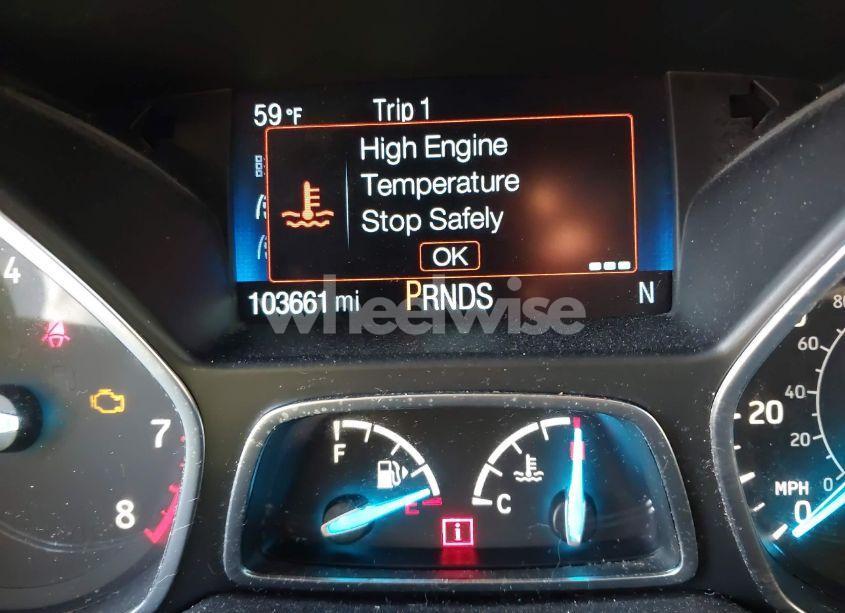 59 °F Trip 1
High Engine
Temperature
Stop Safely
OK
103661 mi PRNDS N
wheelwise
4
7
8
F
E
C
H
i
80
60
40
20
0
20
MPH
0